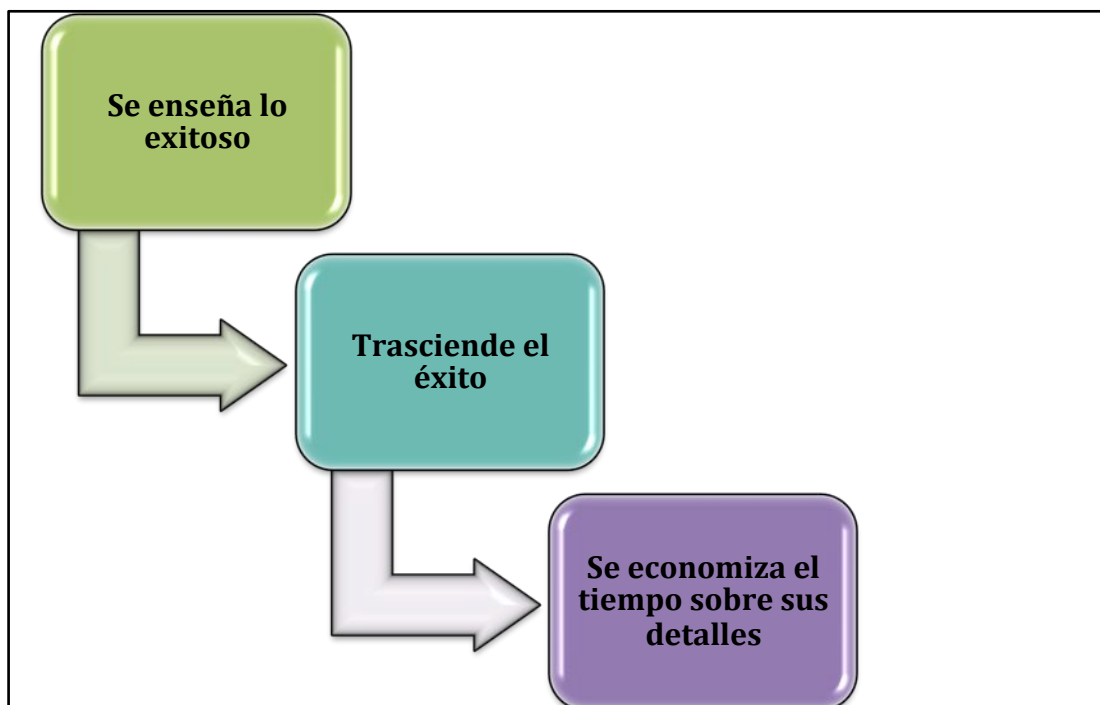 Se enseña lo
exitoso
Trasciende el
éxito
Se economiza el
tiempo sobre sus
detalles